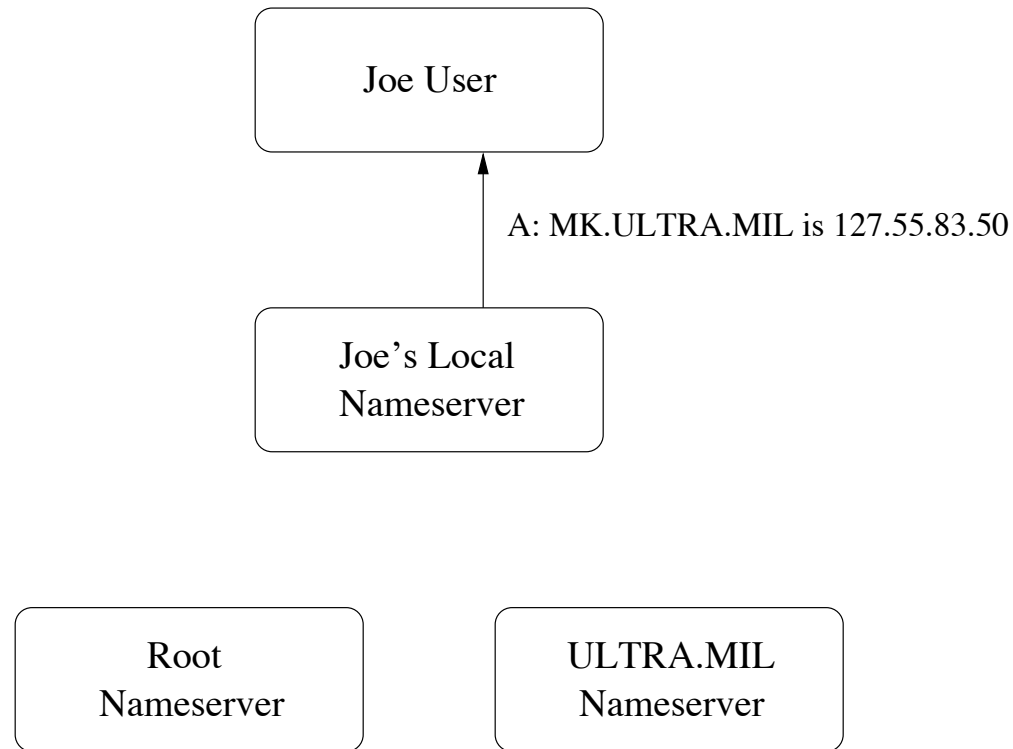 Joe User
A: MK.ULTRA.MIL is 127.55.83.50
Joe’s Local
Nameserver
Root
Nameserver
ULTRA.MIL
Nameserver